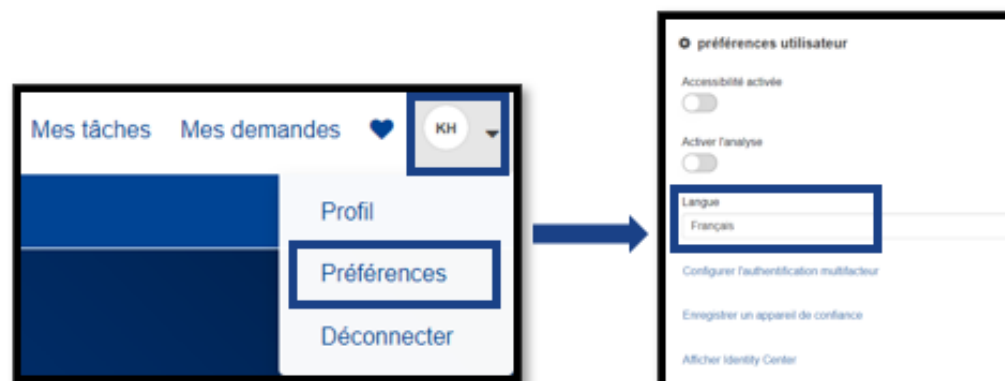 Mes tâches Mes demandes KH
Profil
Préférences
Déconnecter
préférences utilisateur
Accessibilité activée
Activer l'analyse
Langue
Français
Configurer l'authentification multifacteur
Enregistrer un appareil de confiance
Afficher Identity Center